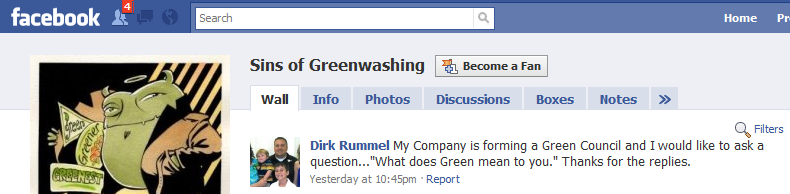 facebook 4 Search Home Profile
Sins of Greenwashing Become a Fan
Wall Info Photos Discussions Boxes Notes »
Filters
green
Greener
GREENEST
Dirk Rummel My Company is forming a Green Council and I would like to ask a
question..."What does Green mean to you." Thanks for the replies.
Yesterday at 10:45pm · Report